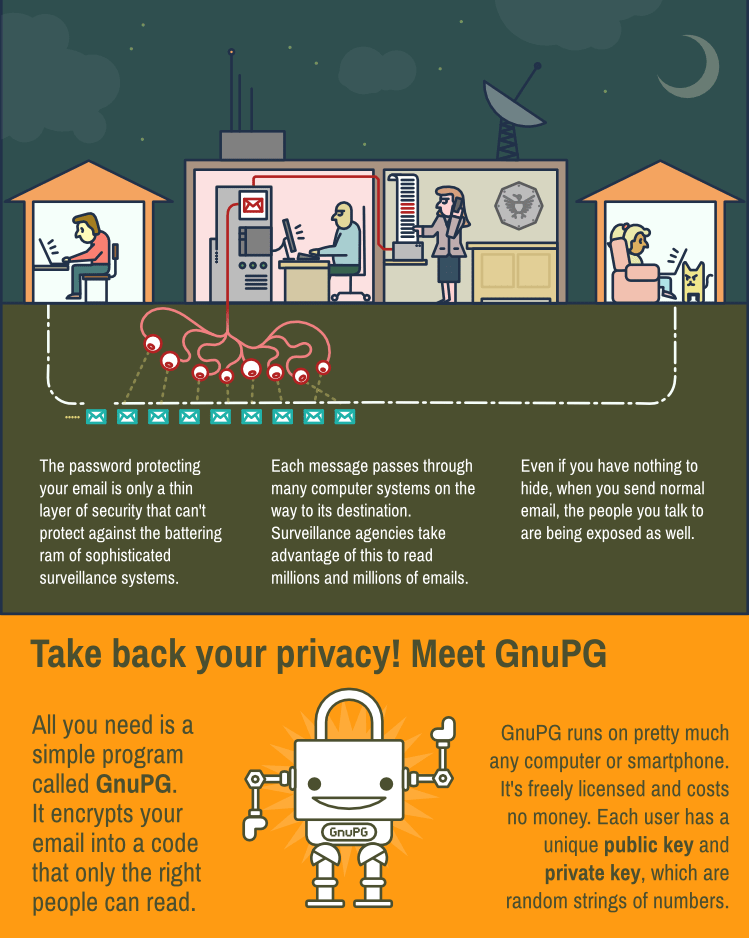 The password protecting
your email is only a thin
layer of security that can't
protect against the battering
ram of sophisticated
surveillance systems.
Each message passes through
many computer systems on the
way to its destination.
Surveillance agencies take
advantage of this to read
millions and millions of emails.
Even if you have nothing to
hide, when you send normal
email, the people you talk to
are being exposed as well.
Take back your privacy! Meet GnuPG
All you need is a
simple program
called GnuPG.
It encrypts your
email into a code
that only the right
people can read.
GnuPG
GnuPG runs on pretty much
any computer or smartphone.
It's freely licensed and costs
no money. Each user has a
unique public key and
private key, which are
random strings of numbers.